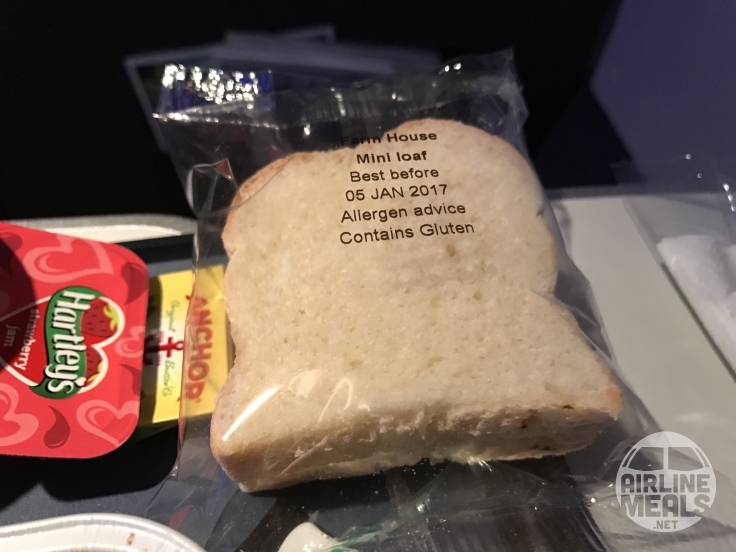 Farm House
Mini loaf
Best before
05 JAN 2017
Allergen advice
Contains Gluten
Hartley's
strawberry
jam
ANCHOR
Original
AIRLINE
MEALS
.NET